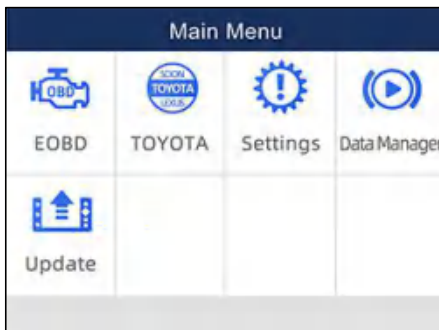 Main Menu
OBD
SCION
TOYOTA
LEXUS
EOBD
TOYOTA
Settings
Data Manager
Update